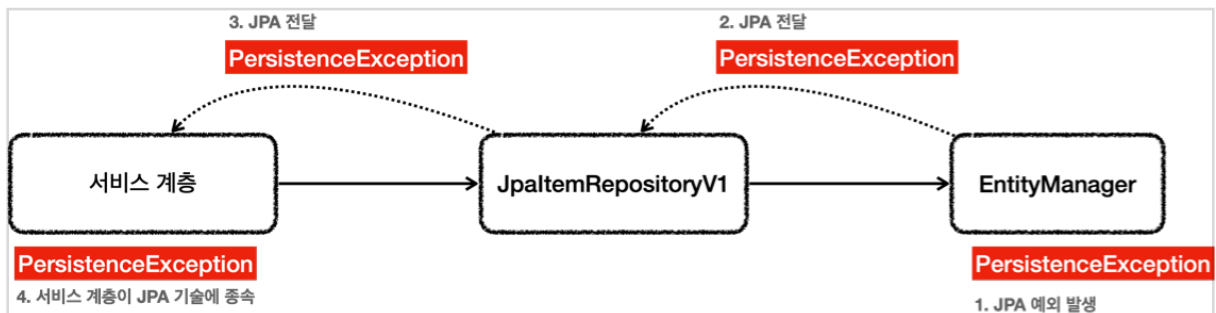 3. JPA 전달
PersistenceException
2. JPA 전달
PersistenceException
서비스 계층
JpaItemRepositoryV1
EntityManager
PersistenceException
4. 서비스 계층이 JPA 기술에 종속
PersistenceException
1. JPA 예외 발생